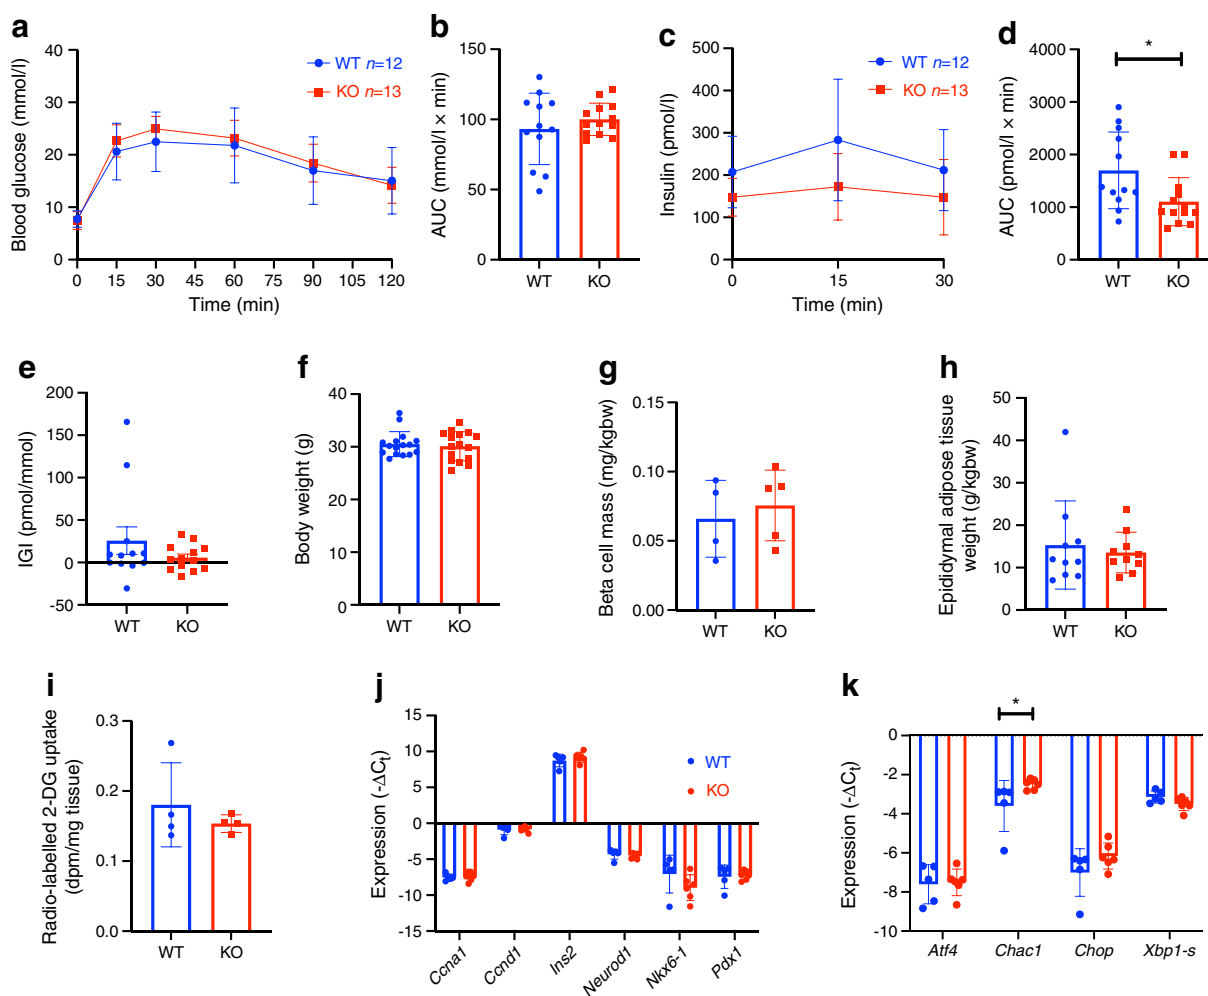 a
Blood glucose (mmol/l)
40
30
20
10
0
0 15 30 45 60 75 90 105 120
Time (min)
WT n=12
KO n=13
b
AUC (mmol/l × min)
150
100
50
0
WT KO
c
Insulin (pmol/l)
500
400
300
200
100
0
0 15 30
Time (min)
WT n=12
KO n=13
d
AUC (pmol/l × min)
4000
3000
2000
1000
0
*
WT KO
e
IGI (pmol/mmol)
200
150
100
50
0
-50
WT KO
f
Body weight (g)
40
30
20
10
0
WT KO
g
Beta cell mass (mg/kgbw)
0.15
0.10
0.05
0.00
WT KO
h
Epididymal adipose tissue
weight (g/kgbw)
50
40
30
20
10
0
WT KO
i
Radio-labelled 2-DG uptake
(dpm/mg tissue)
0.3
0.2
0.1
0.0
WT KO
j
Expression (-ΔCt)
15
10
5
0
-5
-10
-15
WT
KO
Ccna1 Ccnd1 Ins2 Neurod1 Nkx6-1 Pdx1
k
Expression (-ΔCt)
0
-2
-4
-6
-8
-10
*
Atf4 Chac1 Chop Xbp1-s